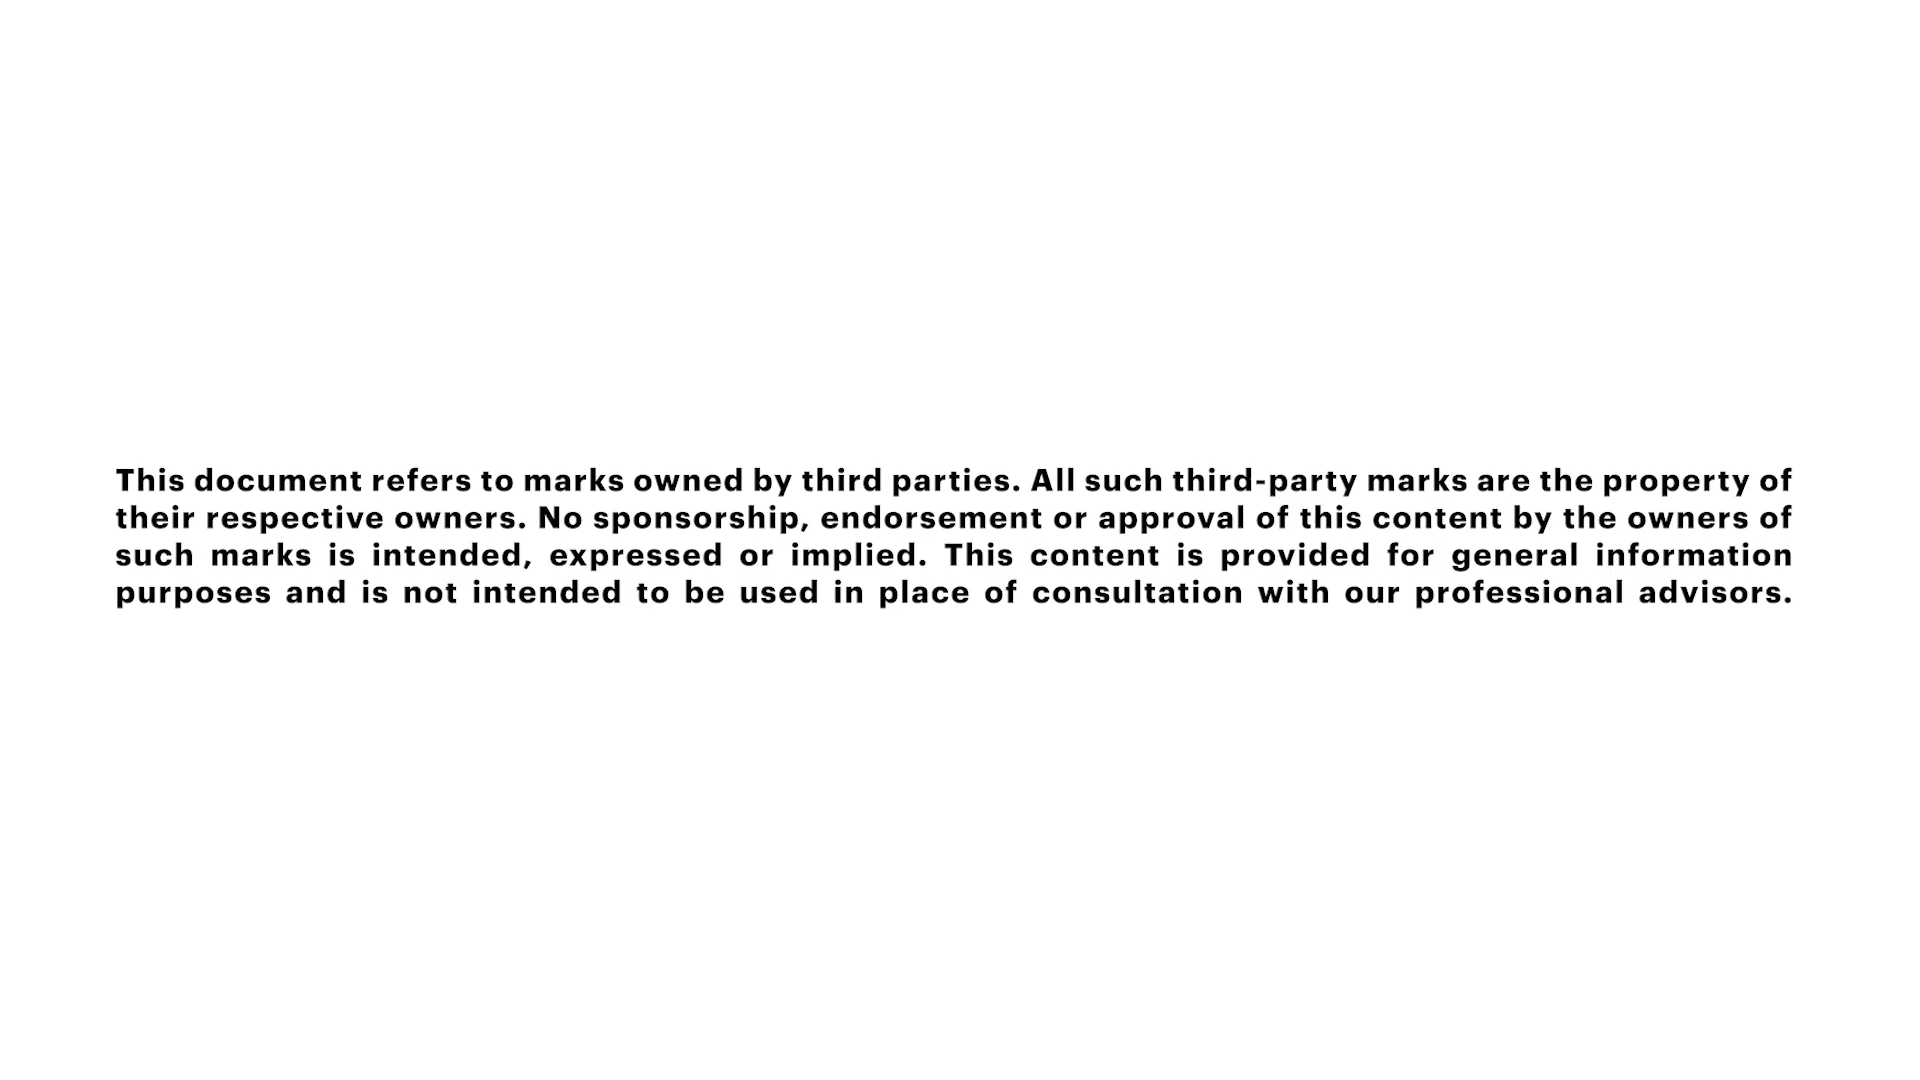 This document refers to marks owned by third parties. All such third-party marks are the property of
their respective owners. No sponsorship, endorsement or approval of this content by the owners of
such marks is intended, expressed or implied. This content is provided for general information
purposes and is not intended to be used in place of consultation with our professional advisors.